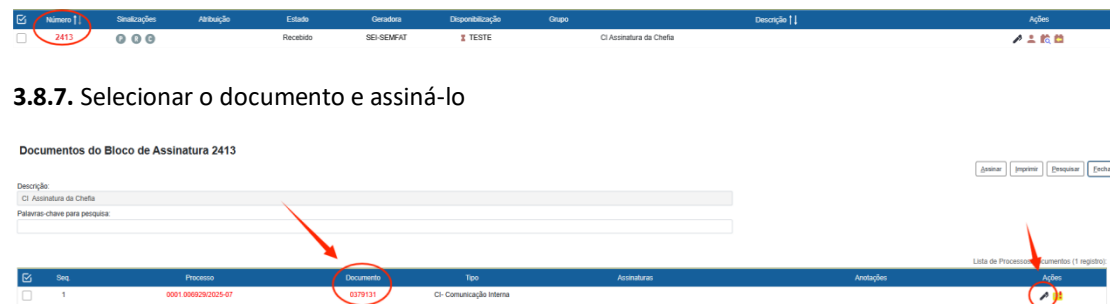 Número Sinalizações Atribuição Estado Geradora Disponibilização Grupo Descrição Ações
2413 P R C Recebido SEI-SEMFAT TESTE CI Assinatura da Chefia
3.8.7. Selecionar o documento e assiná-lo
Documentos do Bloco de Assinatura 2413
Assinar Imprimir Pesquisar Fecha
Descrição:
CI Assinatura da Chefia
Palavras-chave para pesquisa:
Lista de Processos/Documentos (1 registro):
Seq. Processo Documento Tipo Assinaturas Anotações Ações
1 0001.006929/2025-07 0379131 CI- Comunicação Interna